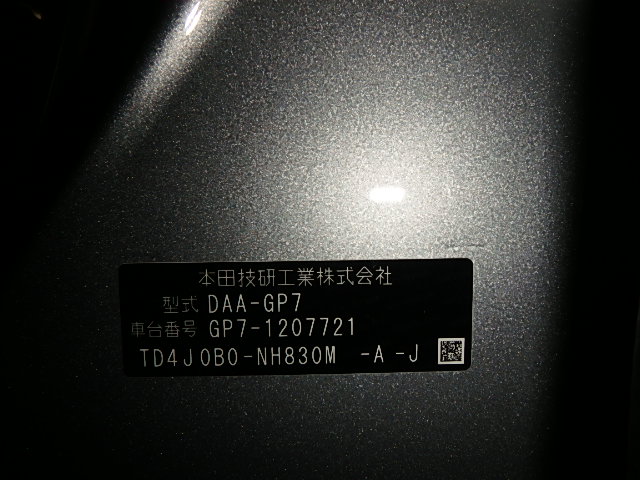 本田技研工業株式会社
型式 DAA-GP7
車台番号 GP7-1207721
TD4J0B0-NH830M -A -J